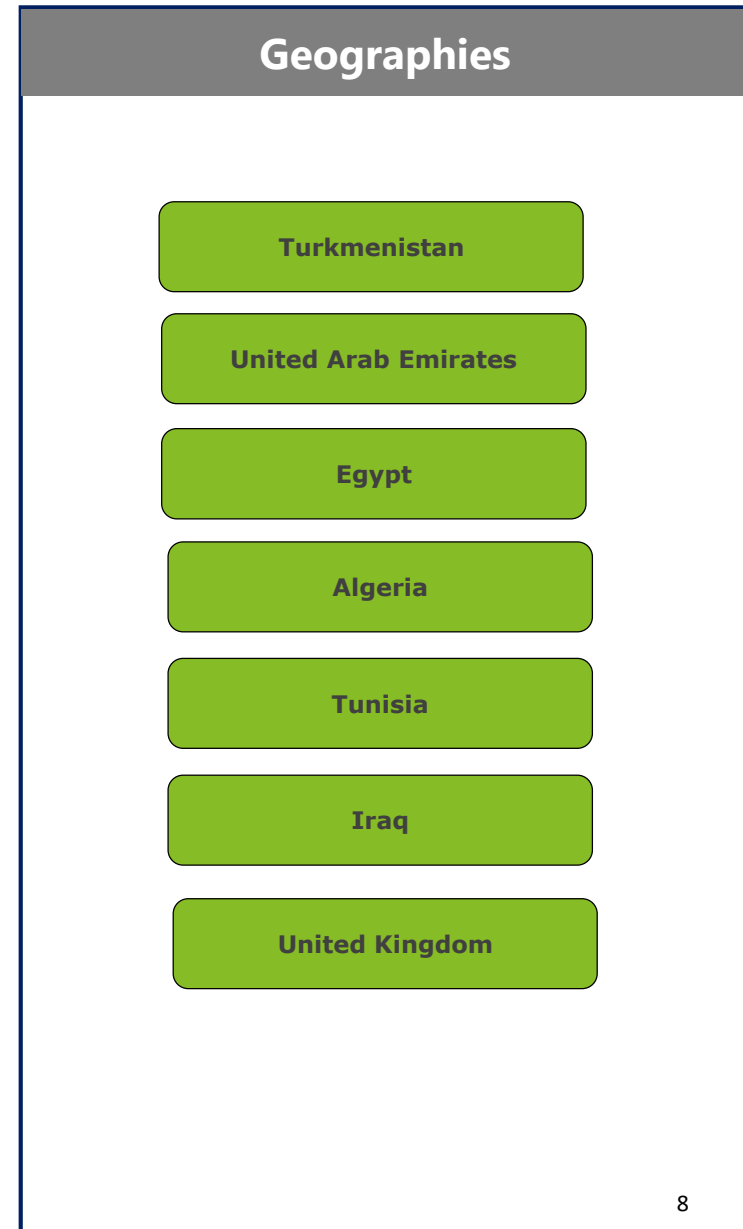 Geographies
Turkmenistan
United Arab Emirates
Egypt
Algeria
Tunisia
Iraq
United Kingdom
8